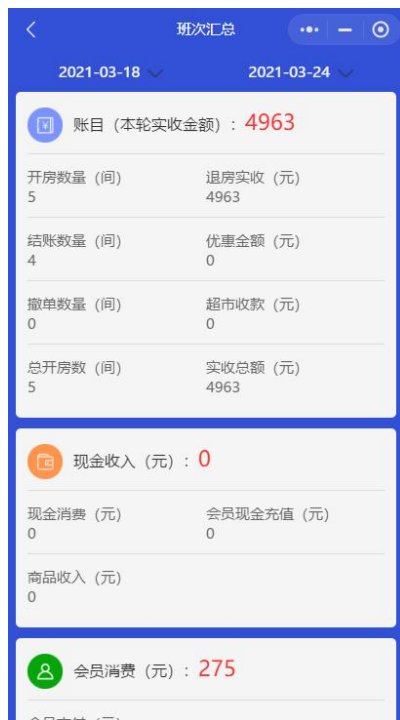 班次汇总
2021-03-18 2021-03-24
账目（本轮实收金额）: 4963
开房数量（间） 退房实收（元）
5 4963
结账数量（间） 优惠金额（元）
4 0
撤单数量（间） 超市收款（元）
0 0
总开房数（间） 实收总额（元）
5 4963
现金收入（元）: 0
现金消费（元） 会员现金充值（元）
0 0
商品收入（元）
0
会员消费（元）: 275